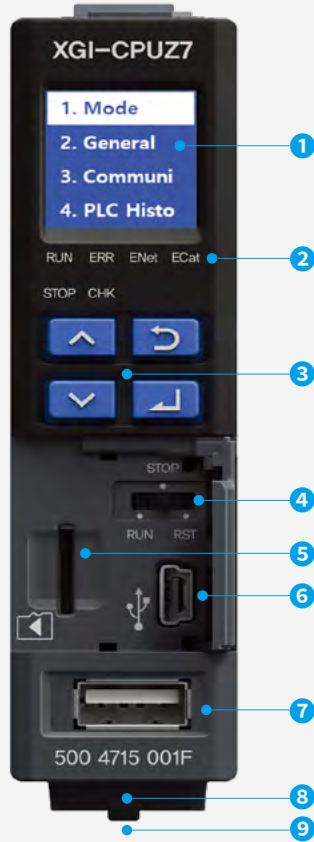 XGI-CPUZ7
1. Mode
2. General
3. Communi
4. PLC Histo
1
RUN ERR ENet ECat
2
STOP CHK
3
STOP
4
RUN RST
5
6
7
500 4715 001F
8
9